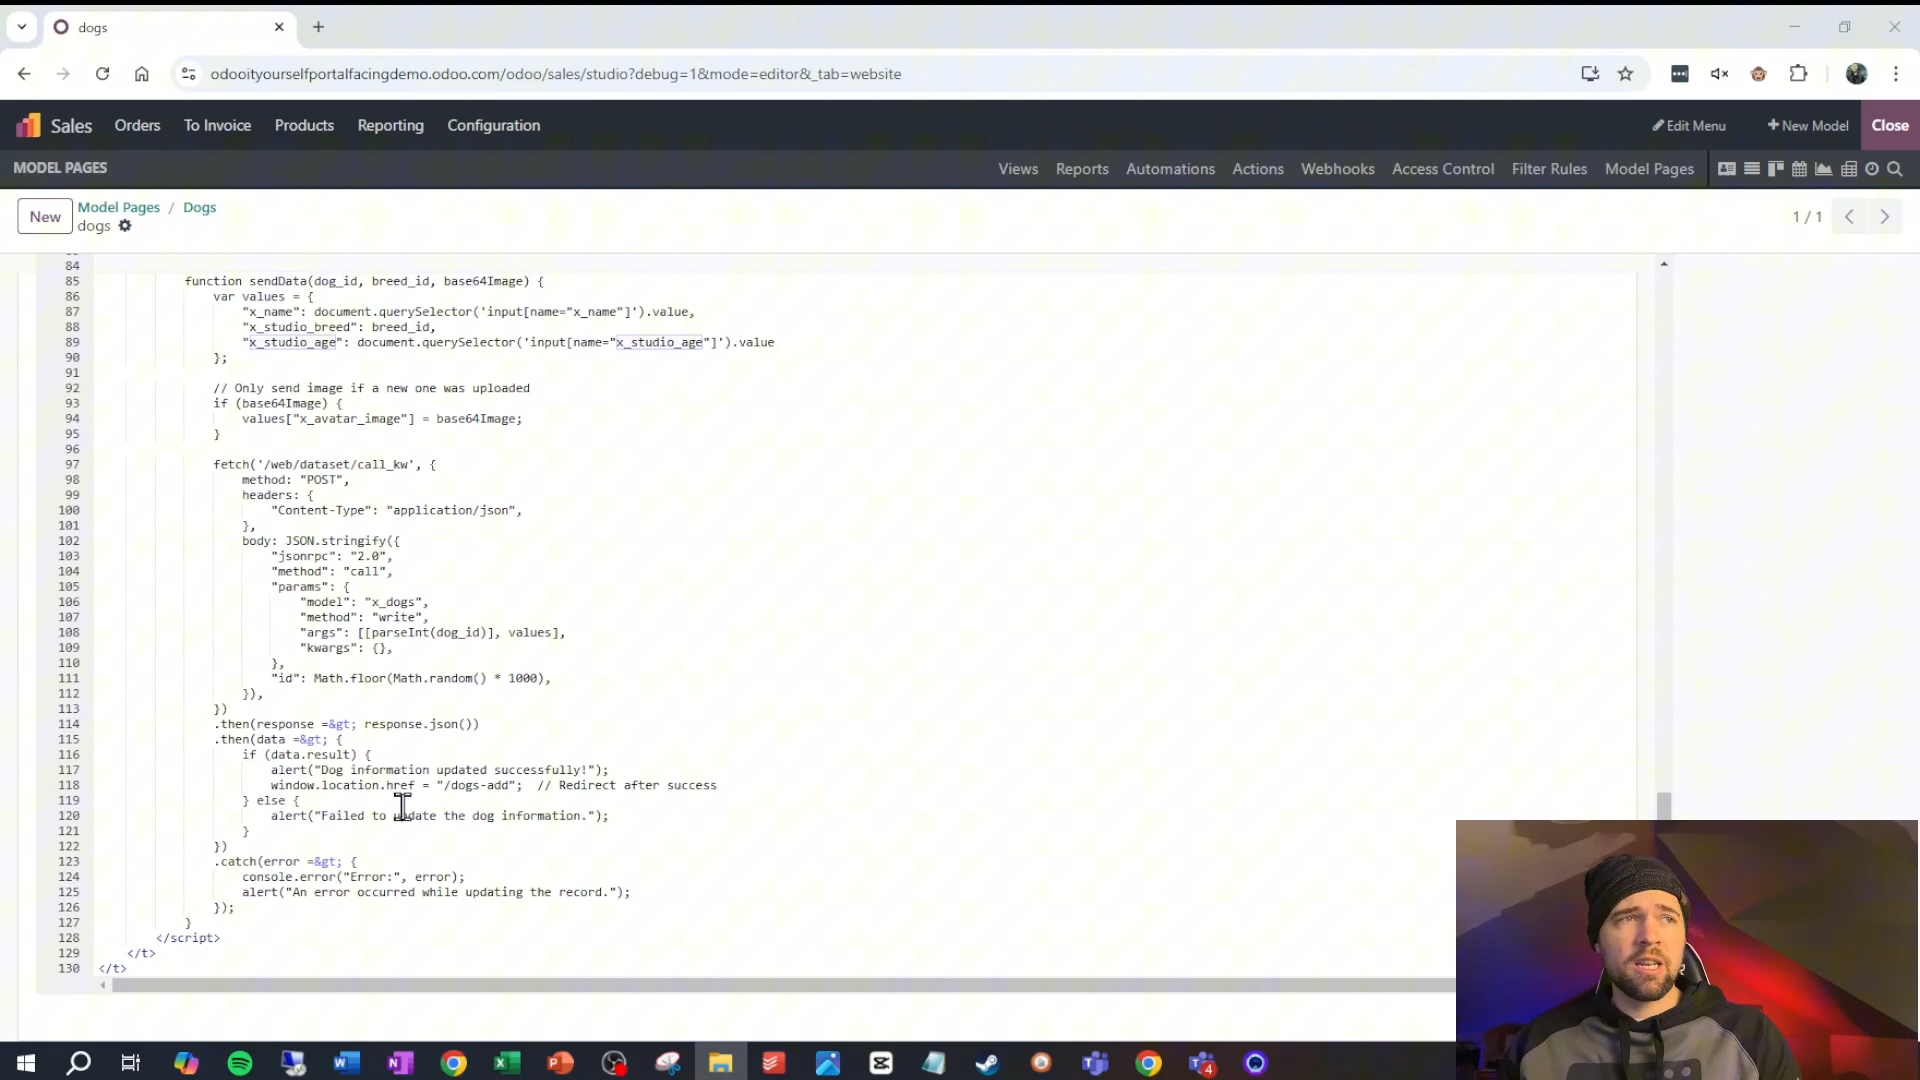 dogs
odooityourselfportalfacingdemo.odoo.com/odoo/sales/studio?debug=1&mode=editor&_tab=website
Sales Orders To Invoice Products Reporting Configuration Edit Menu +New Model Close
MODEL PAGES Views Reports Automations Actions Webhooks Access Control Filter Rules Model Pages
New Model Pages / Dogs
dogs 1 / 1
84
85 function sendData(dog_id, breed_id, base64Image) {
86 var values = {
87 "x_name": document.querySelector('input[name="x_name"]').value,
88 "x_studio_breed": breed_id,
89 "x_studio_age": document.querySelector('input[name="x_studio_age"]').value
90 };
91
92 // Only send image if a new one was uploaded
93 if (base64Image) {
94 values["x_avatar_image"] = base64Image;
95 }
96
97 fetch('/web/dataset/call_kw', {
98 method: "POST",
99 headers: {
100 "Content-Type": "application/json",
101 },
102 body: JSON.stringify({
103 "jsonrpc": "2.0",
104 "method": "call",
105 "params": {
106 "model": "x_dogs",
107 "method": "write",
108 "args": [[parseInt(dog_id)], values],
109 "kwargs": {},
110 },
111 "id": Math.floor(Math.random() * 1000),
112 }),
113 })
114 .then(response =&gt; response.json())
115 .then(data =&gt; {
116 if (data.result) {
117 alert("Dog information updated successfully!");
118 window.location.href = "/dogs-add"; // Redirect after success
119 } else {
120 alert("Failed to update the dog information.");
121 }
122 })
123 .catch(error =&gt; {
124 console.error("Error:", error);
125 alert("An error occurred while updating the record.");
126 });
127 }
128 </script>
129 </t>
130 </t>
4